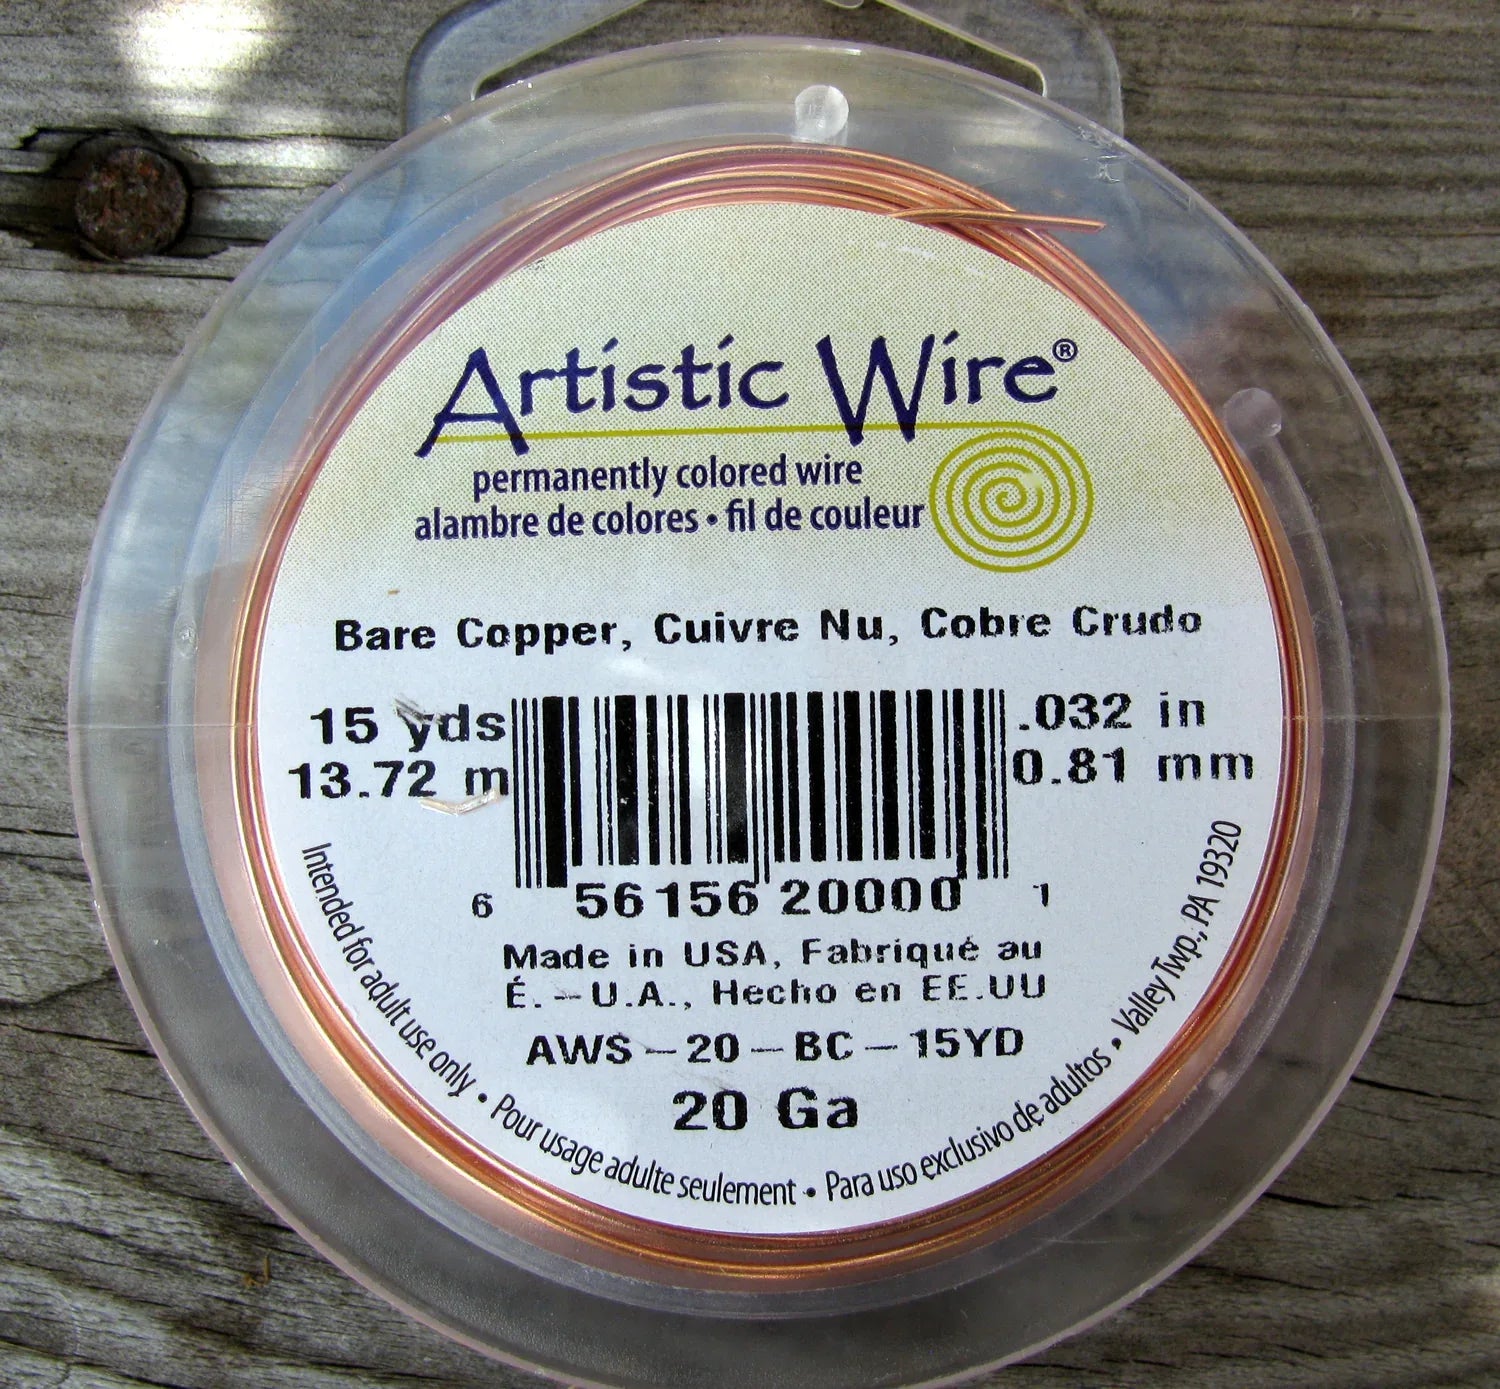 Artistic Wire®
permanently colored wire
alambre de colores • fil de couleur
Bare Copper, Cuivre Nu, Cobre Crudo
15 yds
13.72 m
.032 in
0.81 mm
6 56156 20000 1
Made in USA, Fabriqué au
É.-U.A., Hecho en EE.UU
AWS-20-BC-15YD
20 Ga
Intended for adult use only • Pour usage adulte seulement • Para uso exclusivo de adultos • Valley Twp., PA 19320